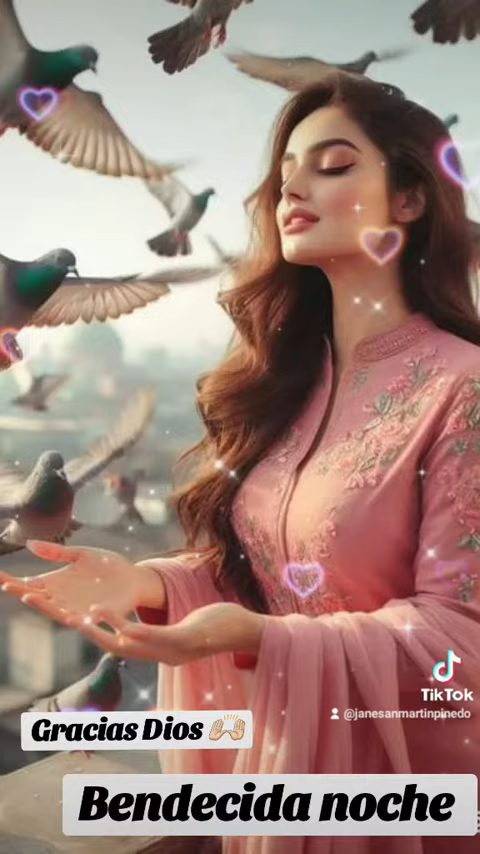 TikTok
@janesanmartinpinedo
Gracias Dios 🙌🏻
Bendecida noche